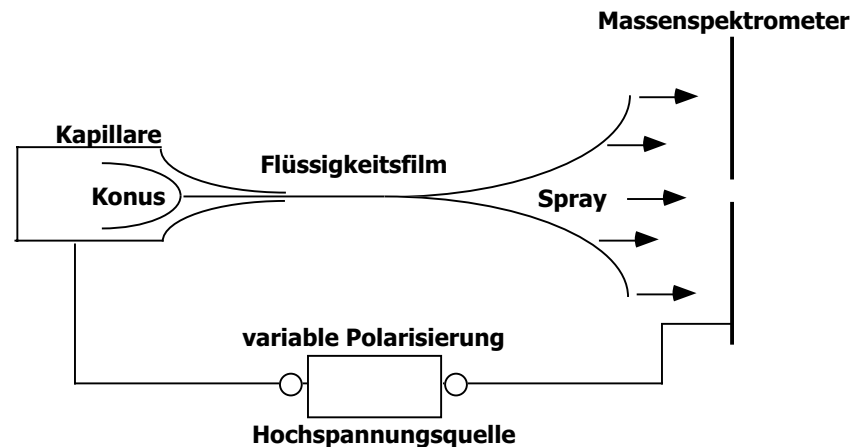 Massenspektrometer
Kapillare
Flüssigkeitsfilm
Konus
Spray
variable Polarisierung
Hochspannungsquelle